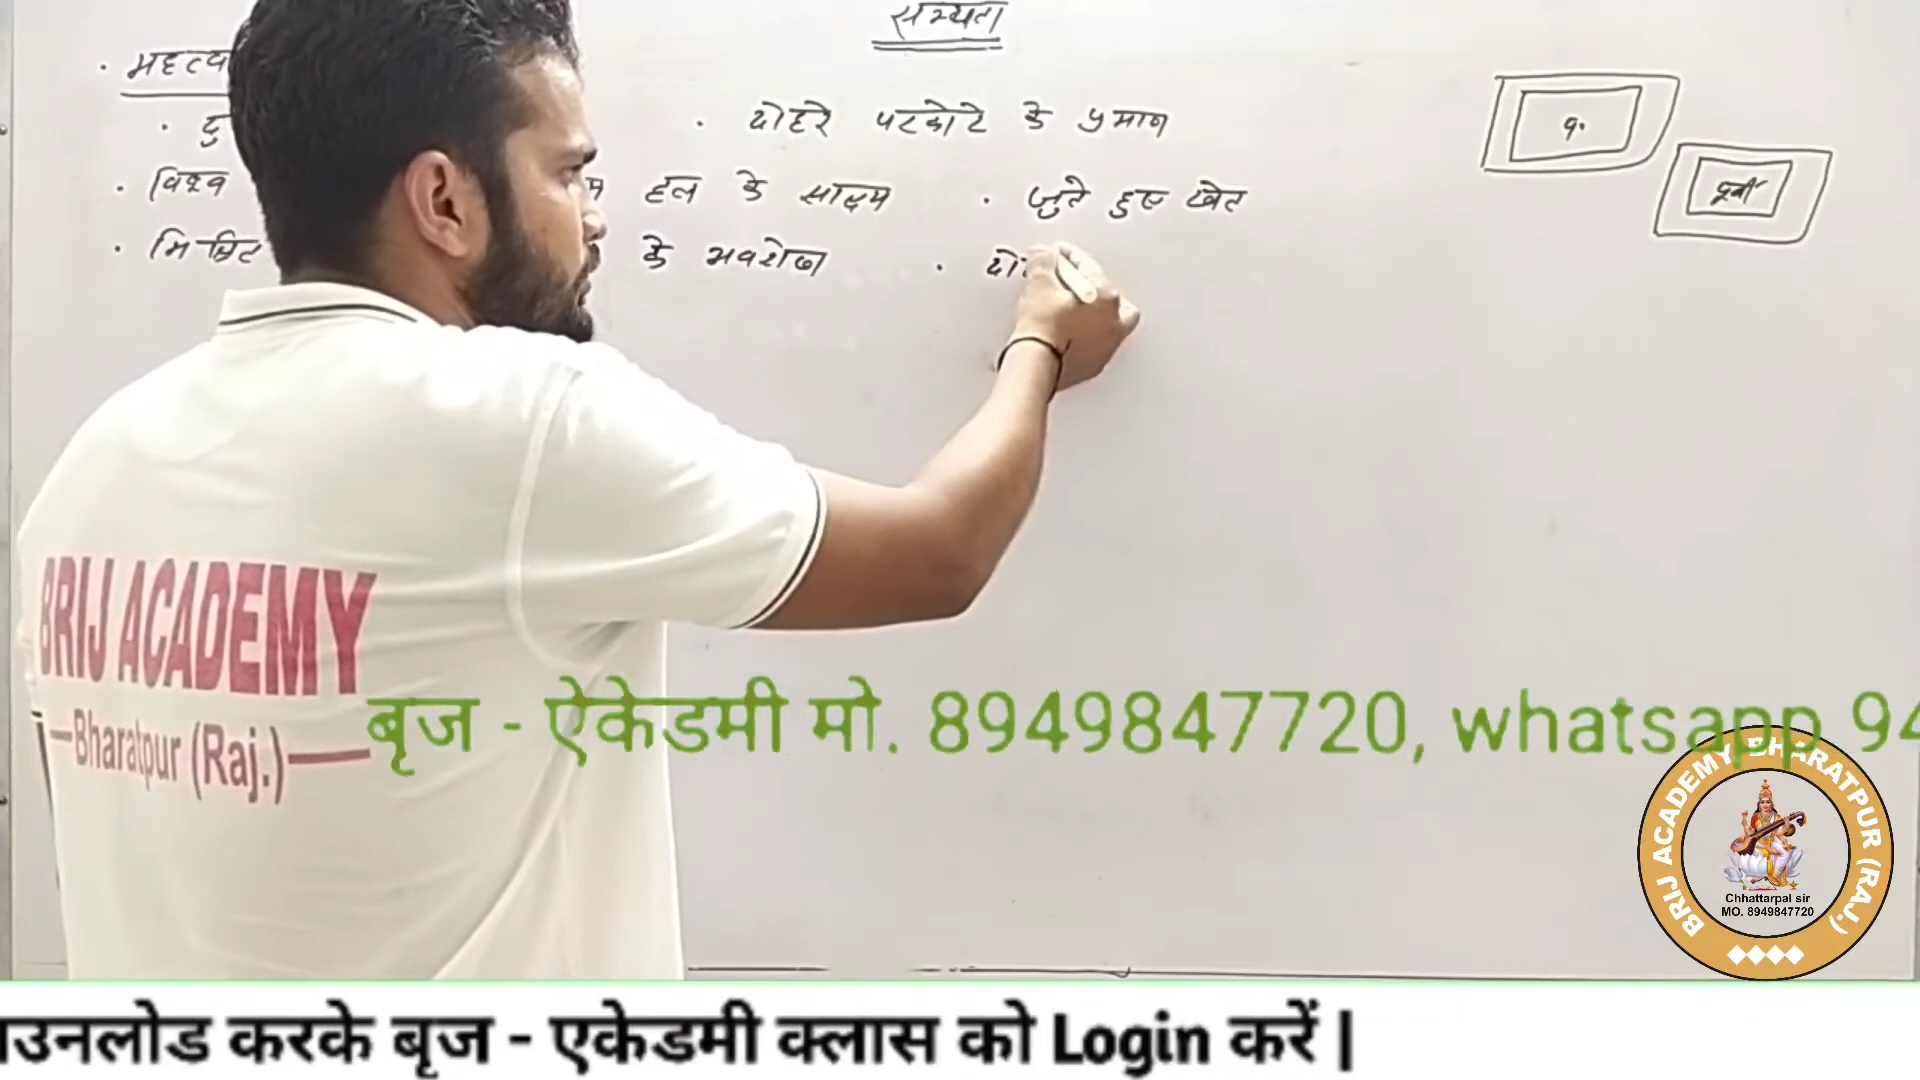 सभ्यता
• महत्व
• दोहरे परकोटे के प्रमाण
• विश्व
हल के साक्ष्य • जुते हुए खेत
• मिश्रित
के अवशेष • दो
प.
पूर्वी
BRIJ ACADEMY
Bharatpur (Raj.)
बृज - ऐकेडमी मो. 8949847720, whatsapp 94
BRIJ ACADEMY BHARATPUR (RAJ.)
Chhattarpal sir
MO. 8949847720
उनलोड करके बृज - एकेडमी क्लास को Login करें |